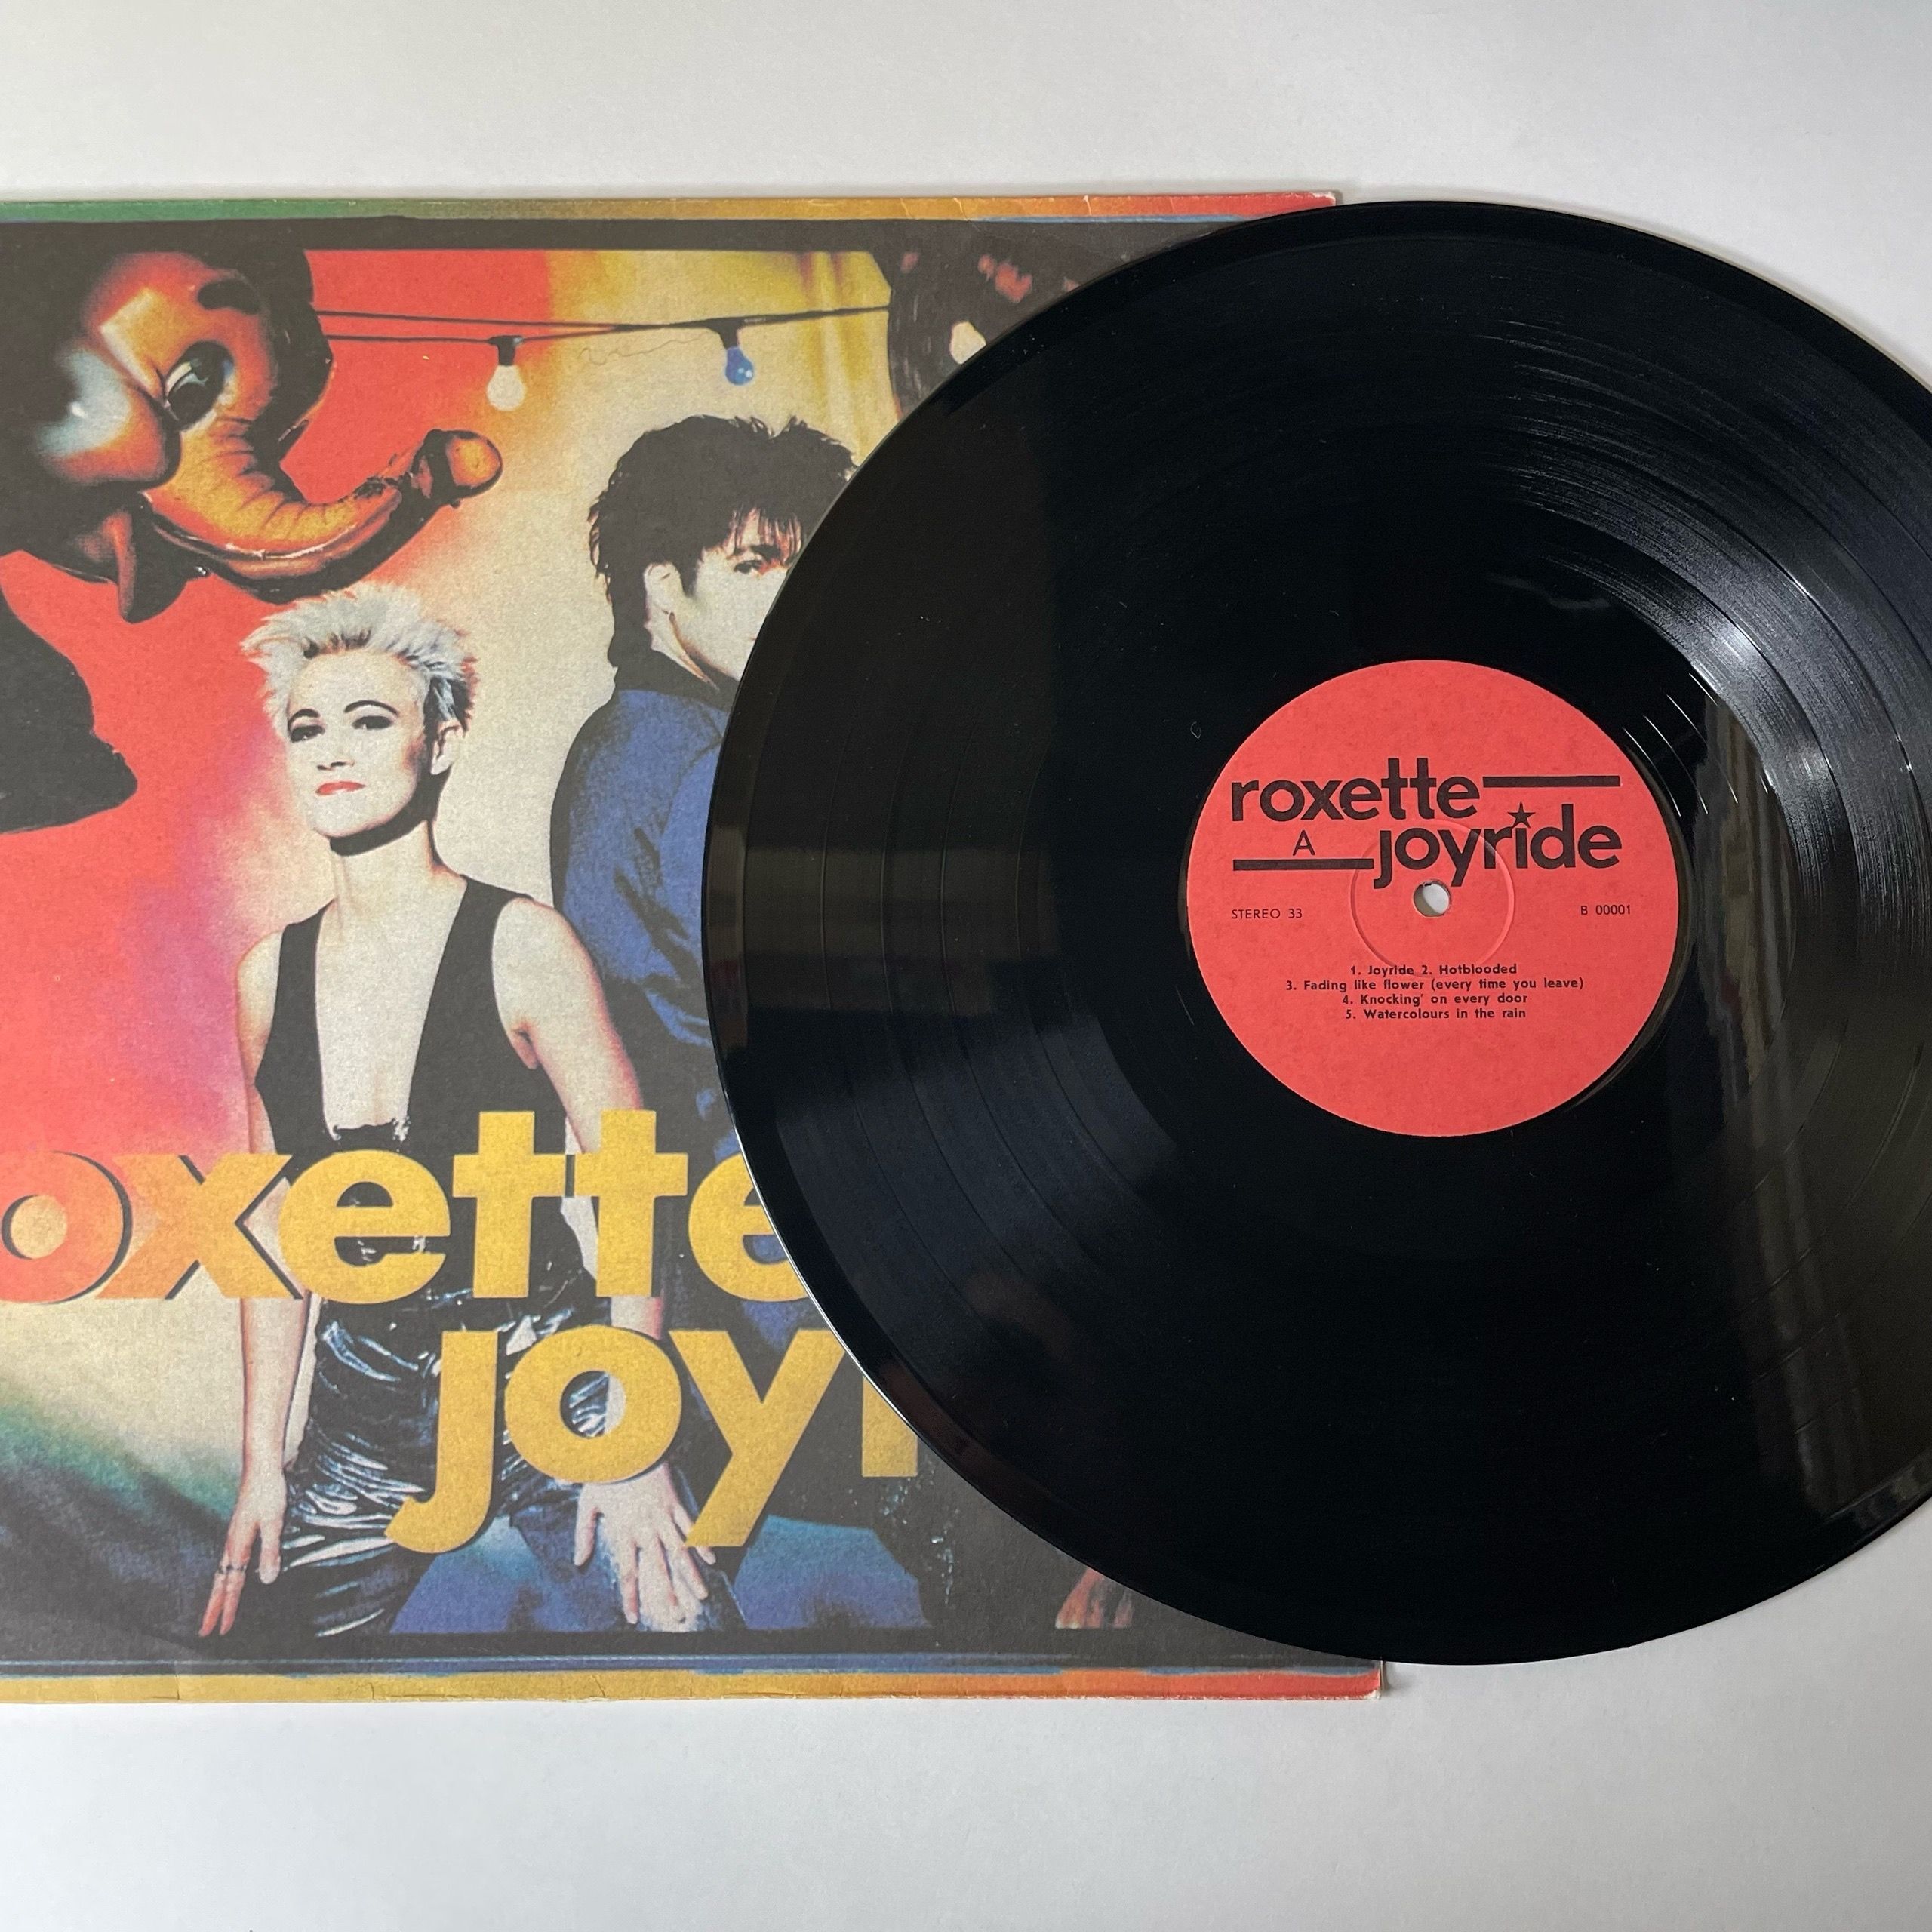 oxette
joyr
roxette
A joyride
STEREO 33 B 00001
1. Joyride 2. Hotblooded
3. Fading like flower (every time you leave)
4. Knocking' on every door
5. Watercolours in the rain